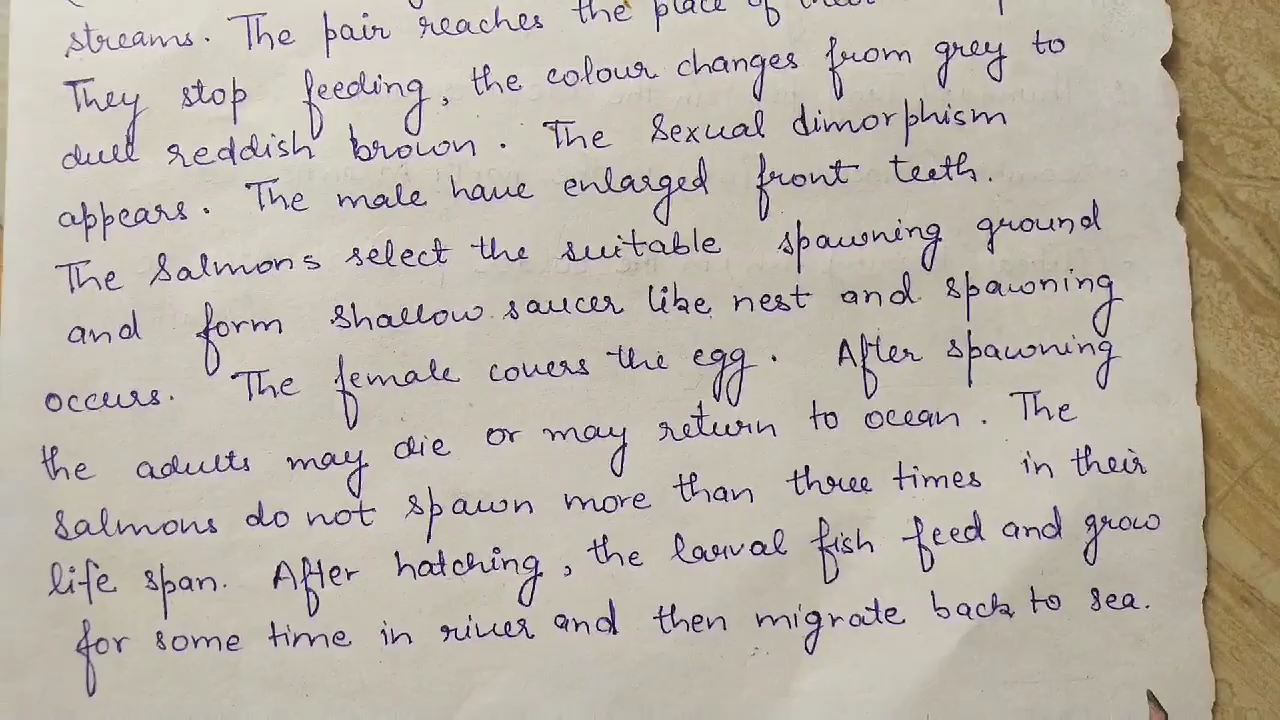 streams. The pair reaches the place of their
They stop feeding, the colour changes from grey to
dull reddish brown. The sexual dimorphism
appears. The male have enlarged front teeth.
The Salmons select the suitable spawning ground
and form shallow saucer like nest and spawning
occurs. The female covers the egg. After spawning
the adults may die or may return to ocean. The
Salmons do not spawn more than three times in their
life span. After hatching, the larval fish feed and grow
for some time in river and then migrate back to sea.